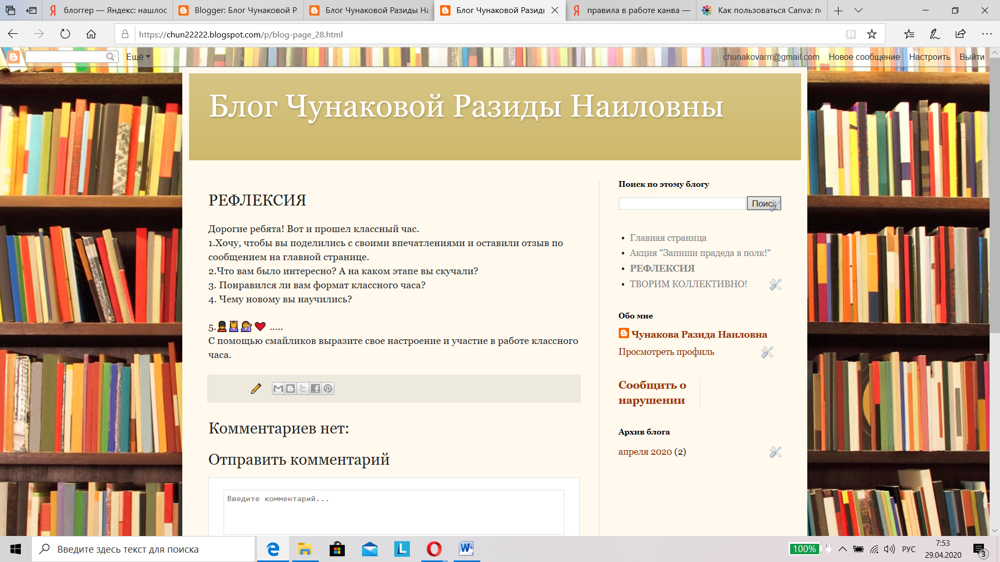 блоггер — Яндекс: нашлос
Blogger: Блог Чунаковой Р
Блог Чунаковой Разиды На
Блог Чунаковой Разиды
правила в работе канва —
Как пользоваться Canva: по
https://chun22222.blogspot.com/p/blog-page_28.html
Ещё
chunakovarrr@gmail.com Новое сообщение Настроить Выйти
Блог Чунаковой Разиды Наиловны
РЕФЛЕКСИЯ
Дорогие ребята! Вот и прошел классный час.
1.Хочу, чтобы вы поделились с своими впечатлениями и оставили отзыв по
сообщением на главной странице.
2.Что вам было интересно? А на каком этапе вы скучали?
3. Понравился ли вам формат классного часа?
4. Чему новому вы научились?
5. .....
С помощью смайликов выразите свое настроение и участие в работе классного
часа.
Комментариев нет:
Отправить комментарий
Введите комментарий...
Поиск по этому блогу
Поиск
Главная страница
Акция "Запиши прадеда в полк!"
РЕФЛЕКСИЯ
ТВОРИМ КОЛЛЕКТИВНО!
Обо мне
Чунакова Разида Наиловна
Просмотреть профиль
Сообщить о
нарушении
Архив блога
апреля 2020 (2)
Введите здесь текст для поиска
100%
РУС
7:53
29.04.2020
3